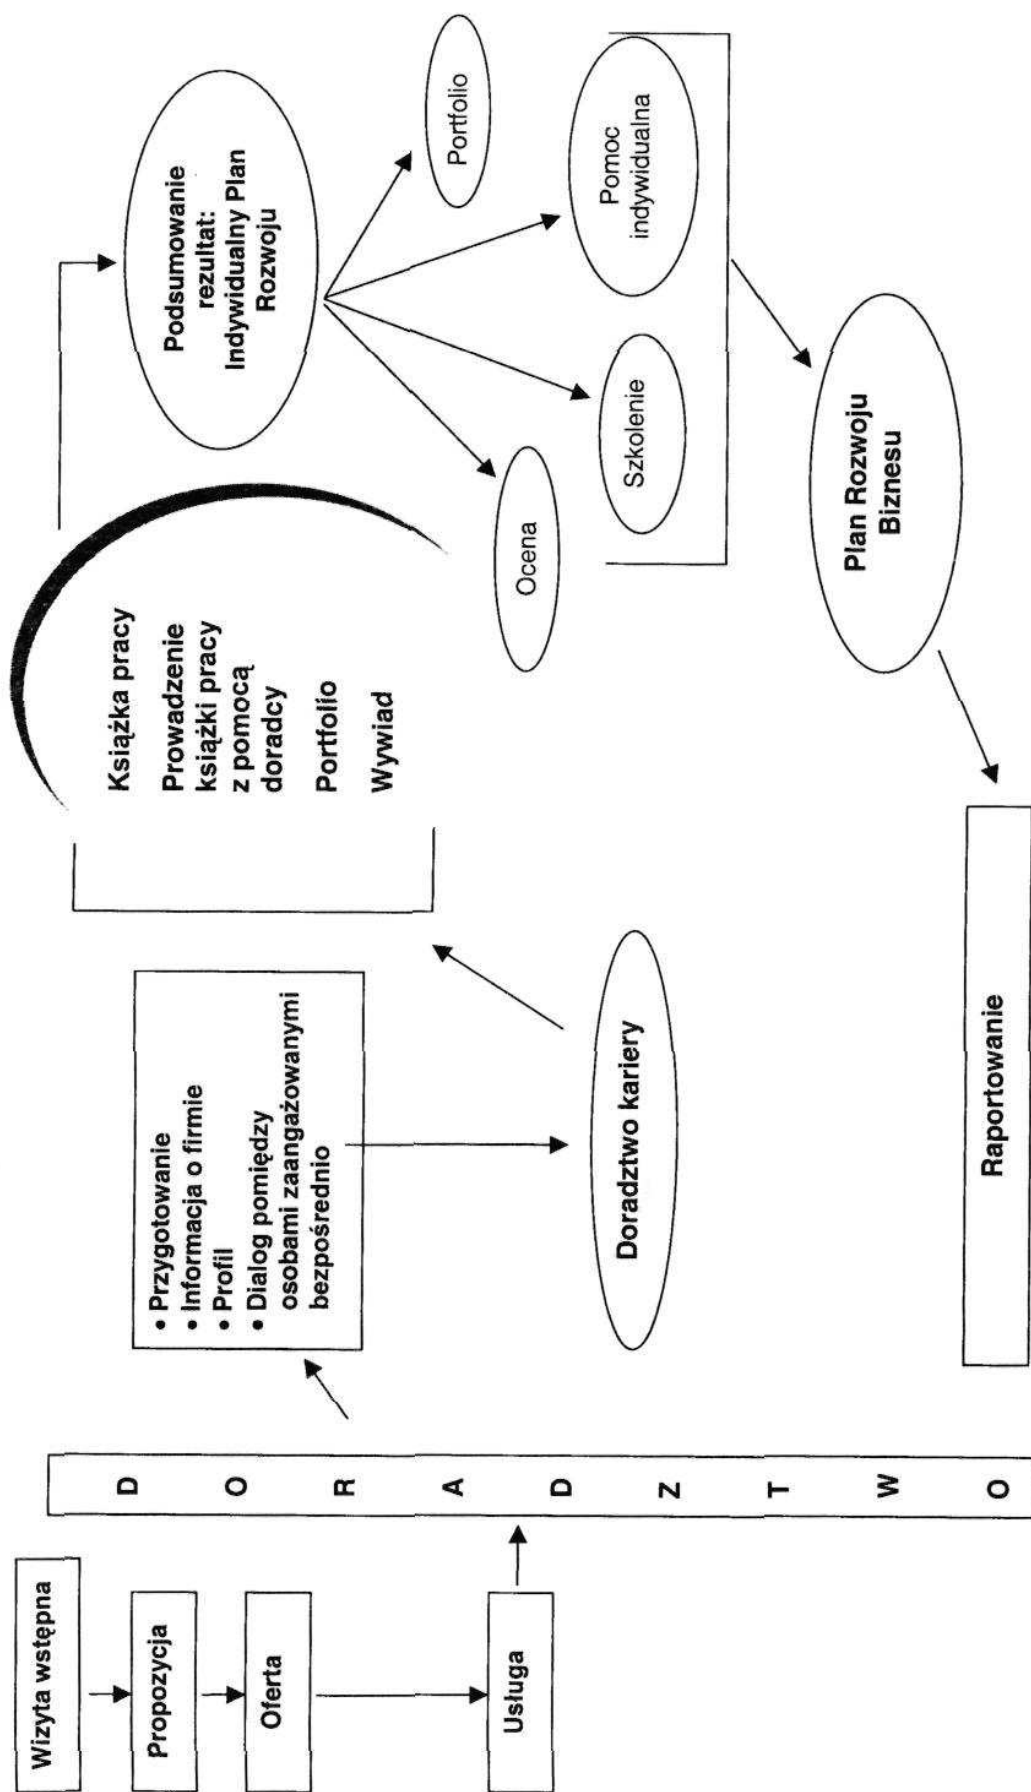 Wizyta wstępna
Propozycja
Oferta
Usługa
D O R A D Z T W O
• Przygotowanie
• Informacja o firmie
• Profil
• Dialog pomiędzy
osobami zaangażowanymi
bezpośrednio
Doradztwo kariery
Książka pracy
Prowadzenie
książki pracy
z pomocą
doradcy
Portfolio
Wywiad
Podsumowanie
rezultat:
Indywidualny Plan
Rozwoju
Ocena
Szkolenie
Pomoc
indywidualna
Portfolio
Plan Rozwoju
Biznesu
Raportowanie